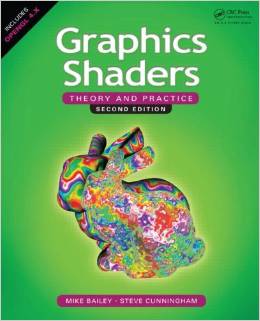 INCLUDES
OPENGL 4.X
CRC Press
Graphics
Shaders
THEORY AND PRACTICE
SECOND EDITION
MIKE BAILEY • STEVE CUNNINGHAM